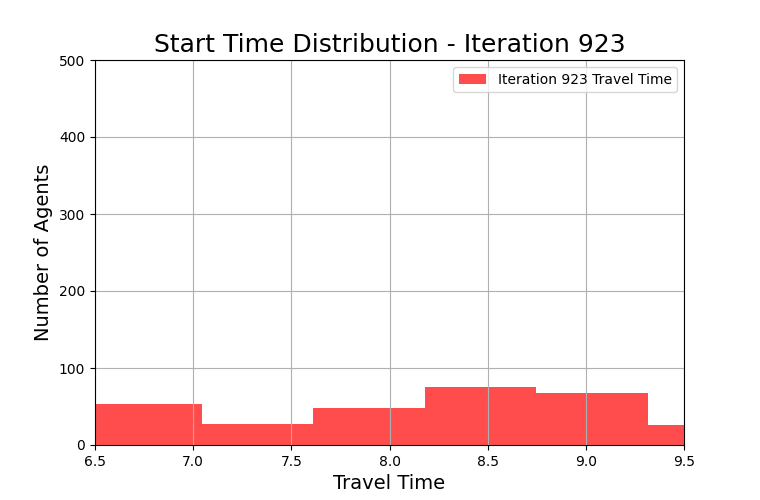 Start Time Distribution - Iteration 923
Iteration 923 Travel Time
Number of Agents
500
400
300
200
100
0
6.5 7.0 7.5 8.0 8.5 9.0 9.5
Travel Time